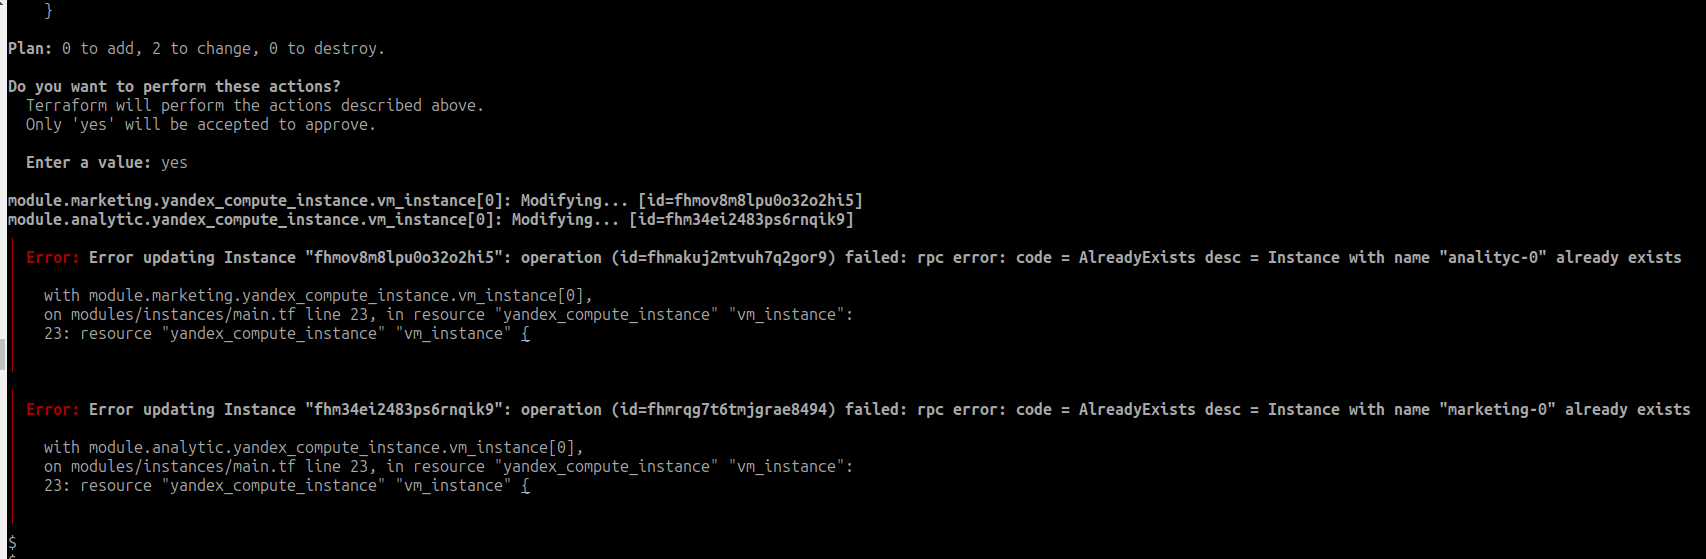 }
Plan: 0 to add, 2 to change, 0 to destroy.
Do you want to perform these actions?
Terraform will perform the actions described above.
Only 'yes' will be accepted to approve.
Enter a value: yes
module.marketing.yandex_compute_instance.vm_instance[0]: Modifying... [id=fhmov8m8lpu0o32o2hi5]
module.analytic.yandex_compute_instance.vm_instance[0]: Modifying... [id=fhm34ei2483ps6rnqik9]
Error: Error updating Instance "fhmov8m8lpu0o32o2hi5": operation (id=fhmakuj2mtvuh7q2gor9) failed: rpc error: code = AlreadyExists desc = Instance with name "analityc-0" already exists
with module.marketing.yandex_compute_instance.vm_instance[0],
on modules/instances/main.tf line 23, in resource "yandex_compute_instance" "vm_instance":
23: resource "yandex_compute_instance" "vm_instance" {
Error: Error updating Instance "fhm34ei2483ps6rnqik9": operation (id=fhmrqg7t6tmjgrae8494) failed: rpc error: code = AlreadyExists desc = Instance with name "marketing-0" already exists
with module.analytic.yandex_compute_instance.vm_instance[0],
on modules/instances/main.tf line 23, in resource "yandex_compute_instance" "vm_instance":
23: resource "yandex_compute_instance" "vm_instance" {
$
$